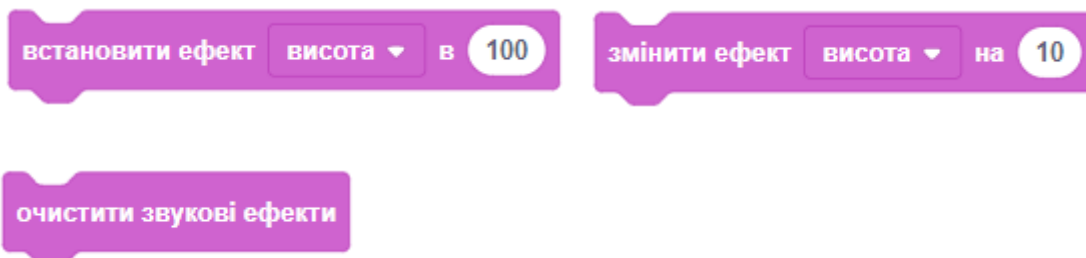 встановити ефект висота в 100
змінити ефект висота на 10
очистити звукові ефекти